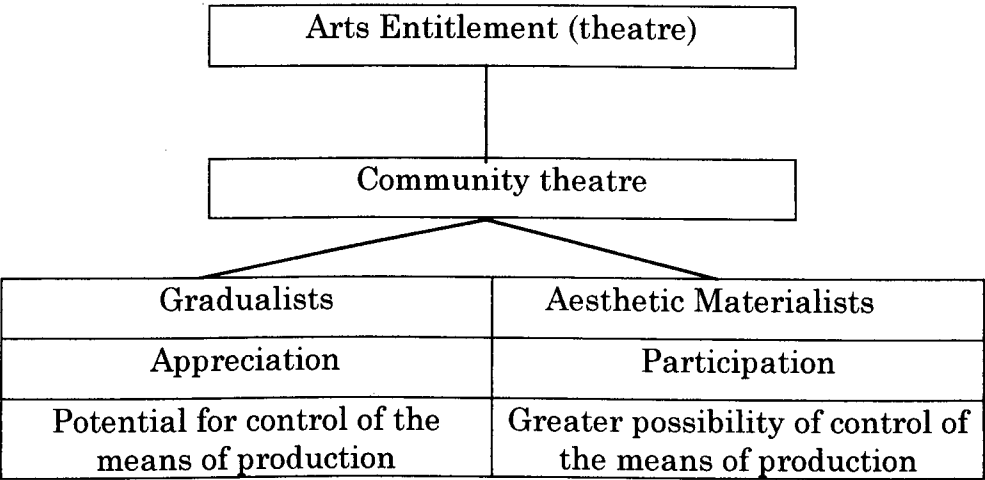 Arts Entitlement (theatre)
Community theatre
Gradualists
Aesthetic Materialists
Appreciation
Participation
Potential for control of the
means of production
Greater possibility of control of
the means of production